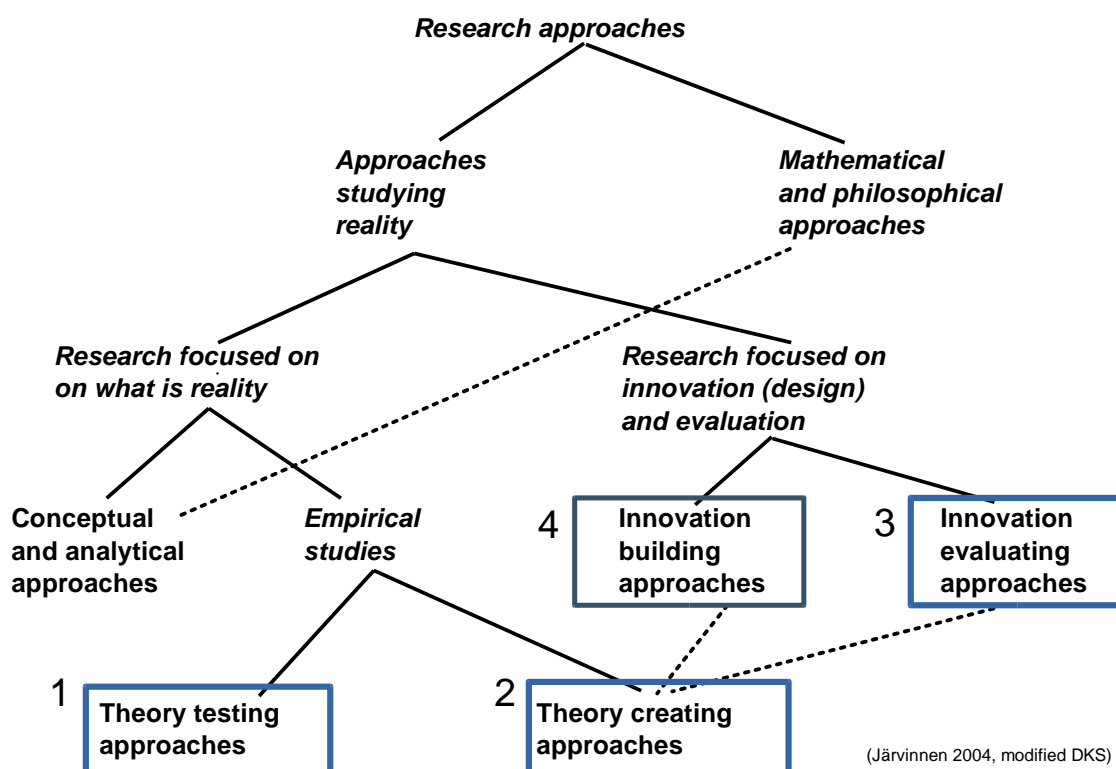 Research approaches
Approaches
studying
reality
Mathematical
and philosophical
approaches
Research focused on
on what is reality
Research focused on
innovation (design)
and evaluation
Conceptual
and analytical
approaches
Empirical
studies
4
Innovation
building
approaches
3
Innovation
evaluating
approaches
1
Theory testing
approaches
2
Theory creating
approaches
(Järvinnen 2004, modified DKS)